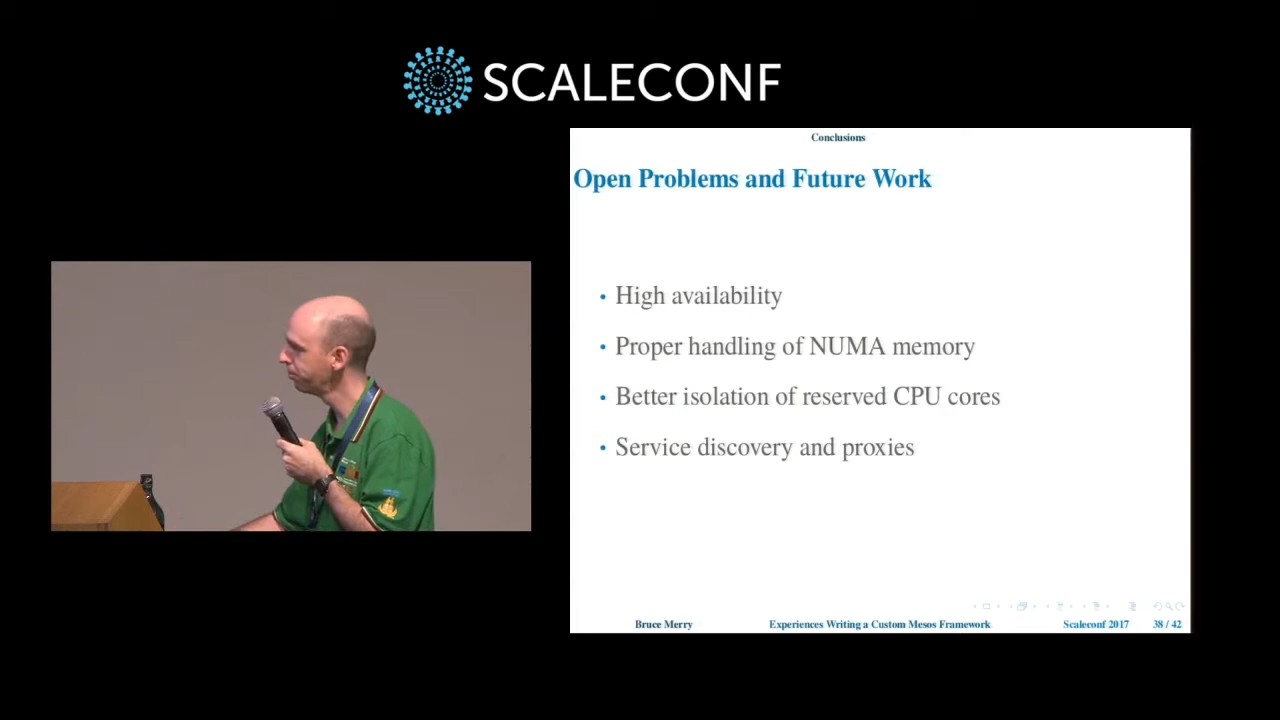 SCALECONF
Conclusions
Open Problems and Future Work
• High availability
• Proper handling of NUMA memory
• Better isolation of reserved CPU cores
• Service discovery and proxies
Bruce Merry Experiences Writing a Custom Mesos Framework Scaleconf 2017 38 / 42